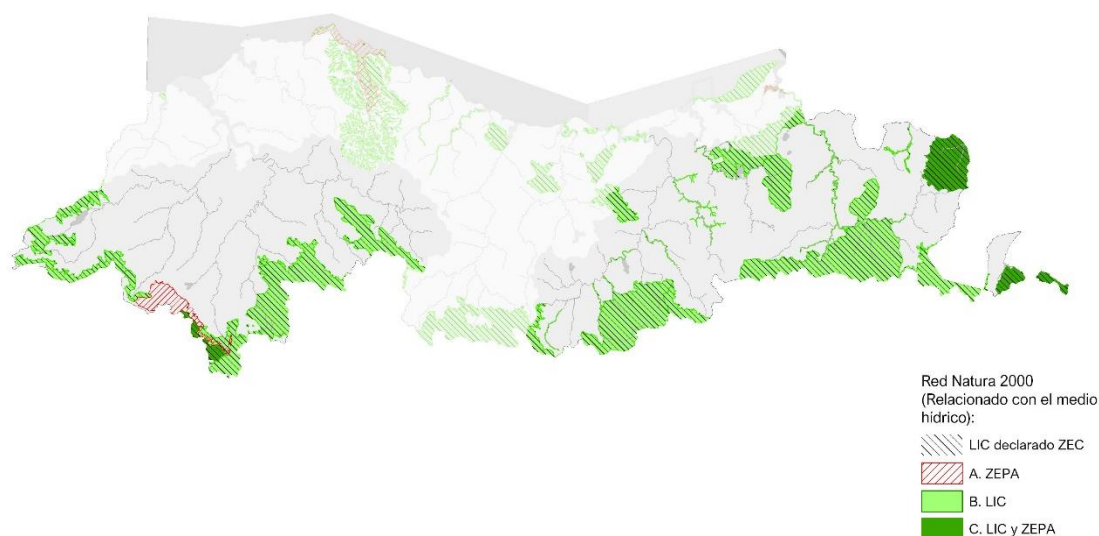 Red Natura 2000
(Relacionado con el medio
hídrico):
LIC declarado ZEC
A. ZEPA
B. LIC
C. LIC y ZEPA